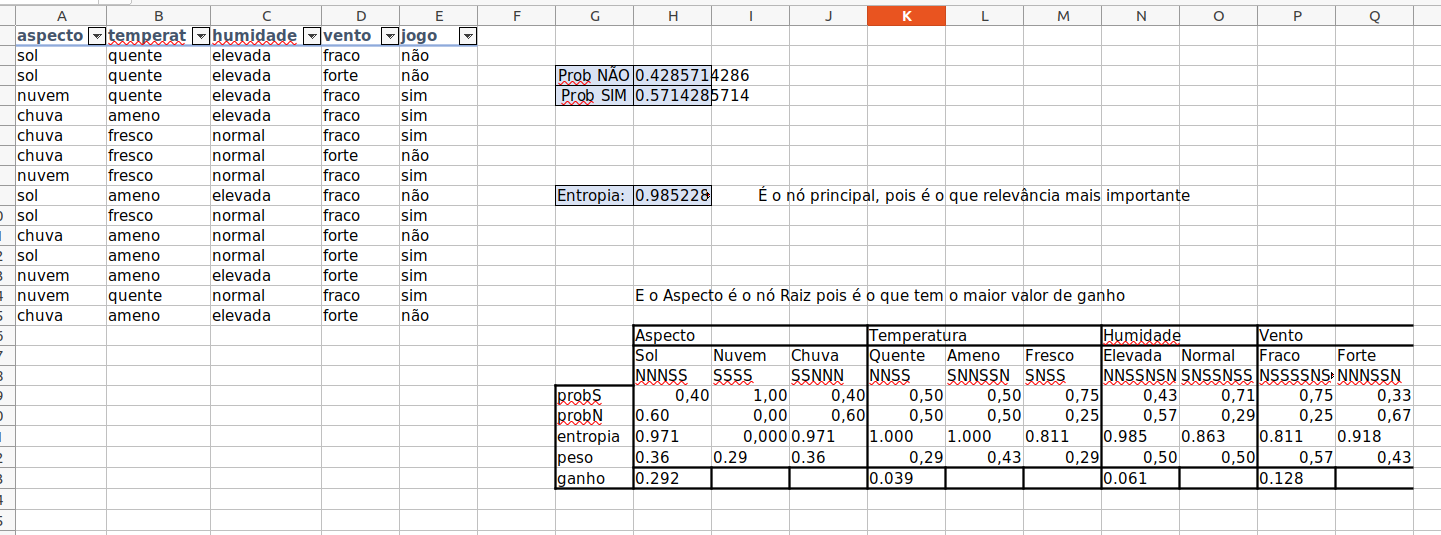 A B C D E F G H I J K L M N O P Q
aspecto temperat humidade vento jogo
sol quente elevada fraco não
sol quente elevada forte não Prob NÃO 0.4285714286
nuvem quente elevada fraco sim Prob SIM 0.5714285714
chuva ameno elevada fraco sim
chuva fresco normal fraco sim
chuva fresco normal forte não
nuvem fresco normal fraco sim
sol ameno elevada fraco não Entropia: 0.985228 É o nó principal, pois é o que relevância mais importante
sol fresco normal fraco sim
chuva ameno normal forte não
sol ameno normal forte sim
nuvem ameno elevada forte sim
nuvem quente normal fraco sim E o Aspecto é o nó Raiz pois é o que tem o maior valor de ganho
chuva ameno elevada forte não
Aspecto Temperatura Humidade Vento
Sol Nuvem Chuva Quente Ameno Fresco Elevada Normal Fraco Forte
NNNSS SSSS SSNNN NNSS SNNSSN SNSS NNSSNSN SNSSNSS NSSSSNS NNNSSN
probS 0,40 1,00 0,40 0,50 0,50 0,75 0,43 0,71 0,75 0,33
probN 0.60 0,00 0,60 0,50 0,50 0,25 0,57 0,29 0,25 0,67
entropia 0.971 0,000 0.971 1.000 1.000 0.811 0.985 0.863 0.811 0.918
peso 0.36 0.29 0.36 0,29 0,43 0,29 0,50 0,50 0,57 0,43
ganho 0.292 0.039 0.061 0.128